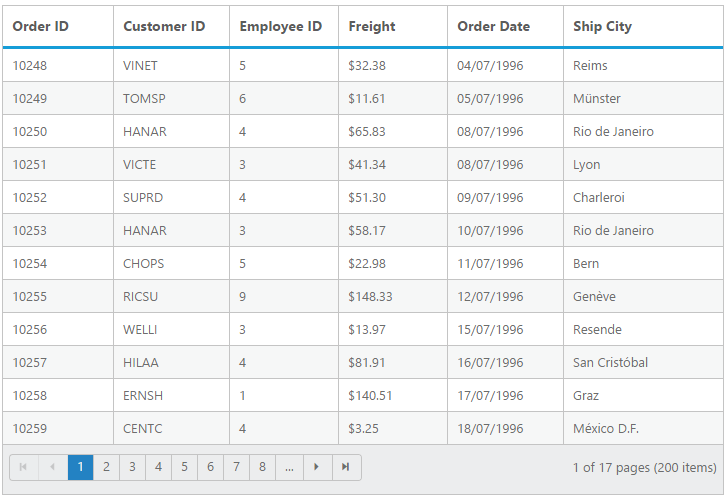 Order ID Customer ID Employee ID Freight Order Date Ship City
10248 VINET 5 $32.38 04/07/1996 Reims
10249 TOMSP 6 $11.61 05/07/1996 Münster
10250 HANAR 4 $65.83 08/07/1996 Rio de Janeiro
10251 VICTE 3 $41.34 08/07/1996 Lyon
10252 SUPRD 4 $51.30 09/07/1996 Charleroi
10253 HANAR 3 $58.17 10/07/1996 Rio de Janeiro
10254 CHOPS 5 $22.98 11/07/1996 Bern
10255 RICSU 9 $148.33 12/07/1996 Genève
10256 WELLI 3 $13.97 15/07/1996 Resende
10257 HILAA 4 $81.91 16/07/1996 San Cristóbal
10258 ERNSH 1 $140.51 17/07/1996 Graz
10259 CENTC 4 $3.25 18/07/1996 México D.F.
1 2 3 4 5 6 7 8 ... 1 of 17 pages (200 items)